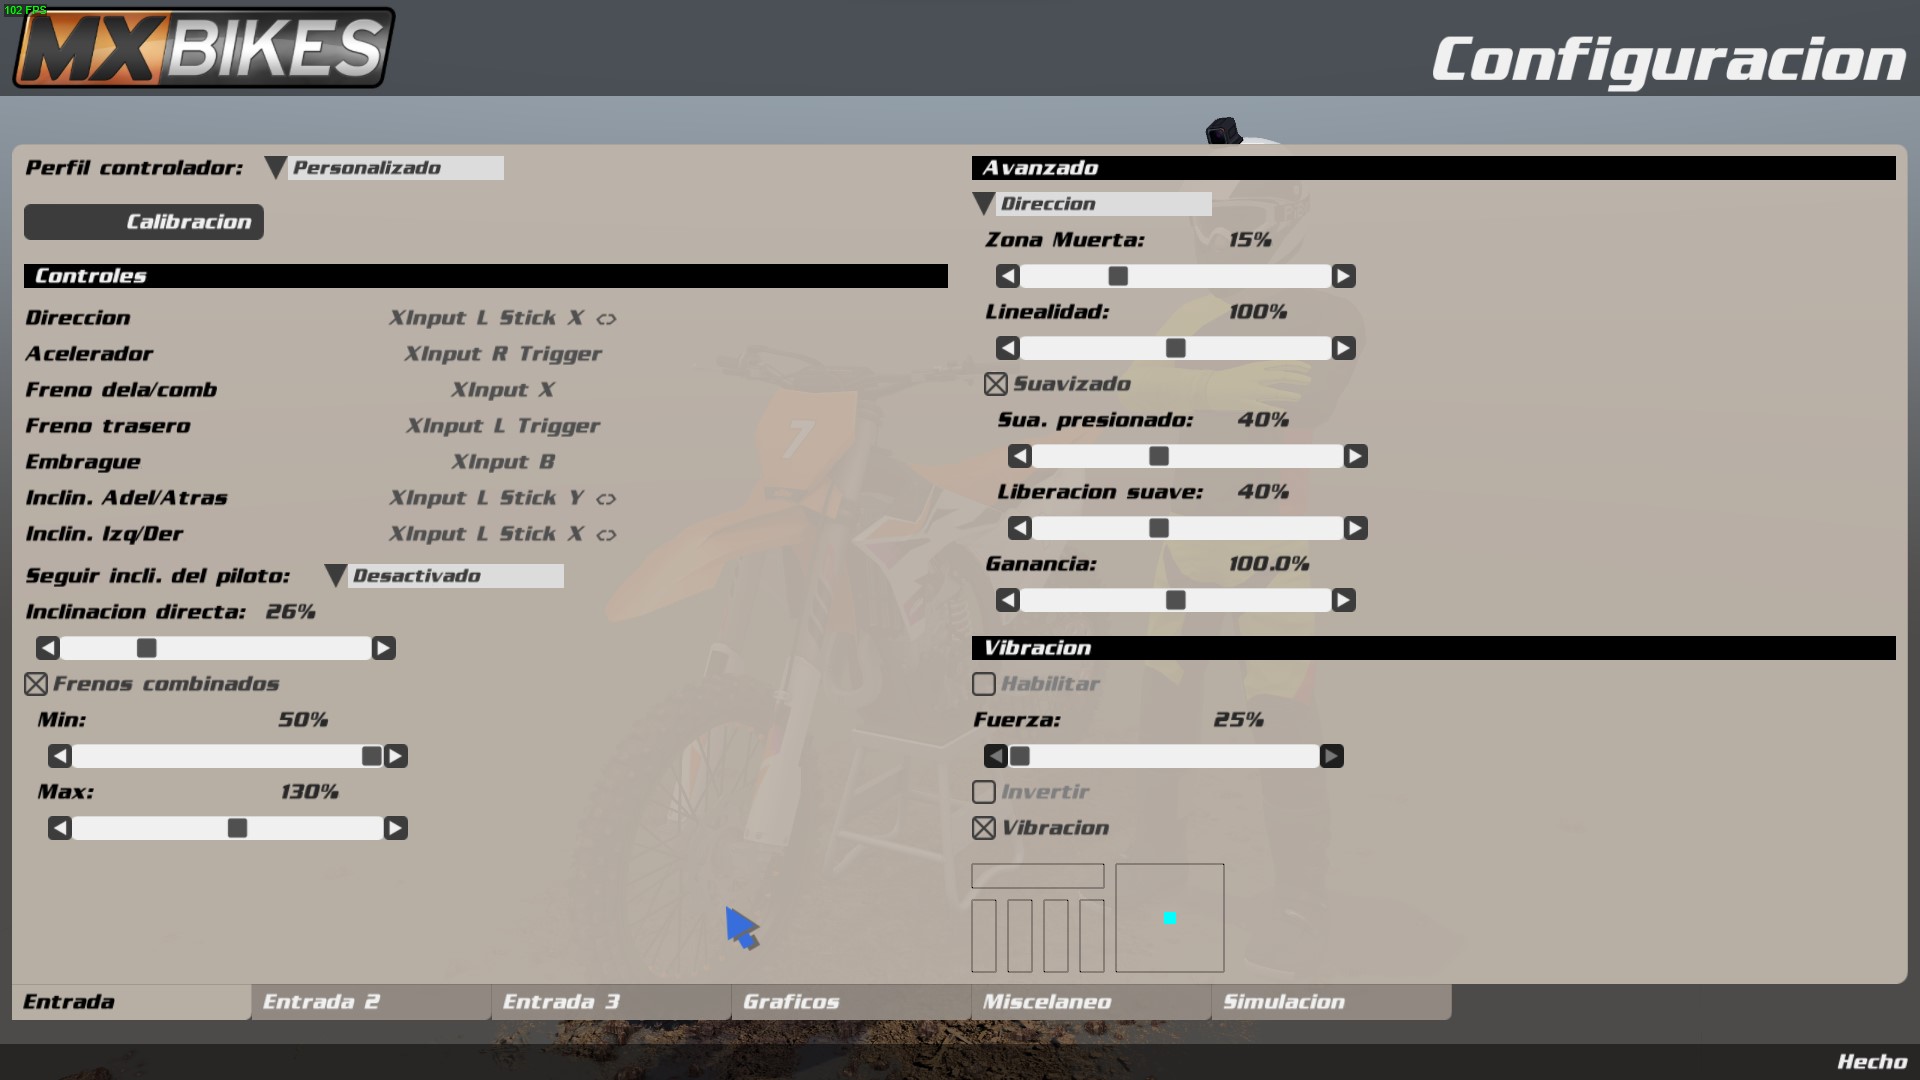 102 FPS
MX BIKES
Configuracion
Perfil controlador: Personalizado
Calibracion
Controles
Direccion XInput L Stick X <>
Acelerador XInput R Trigger
Freno dela/comb XInput X
Freno trasero XInput L Trigger
Embrague XInput B
Inclin. Adel/Atras XInput L Stick Y <>
Inclin. Izq/Der XInput L Stick X <>
Seguir incli. del piloto: Desactivado
Inclinacion directa: 26%
Frenos combinados
Min: 50%
Max: 130%
Avanzado
Direccion
Zona Muerta: 15%
Linealidad: 100%
Suavizado
Sua. presionado: 40%
Liberacion suave: 40%
Ganancia: 100.0%
Vibracion
Habilitar
Fuerza: 25%
Invertir
Vibracion
7
Entrada Entrada 2 Entrada 3 Graficos Miscelaneo Simulacion
Hecho